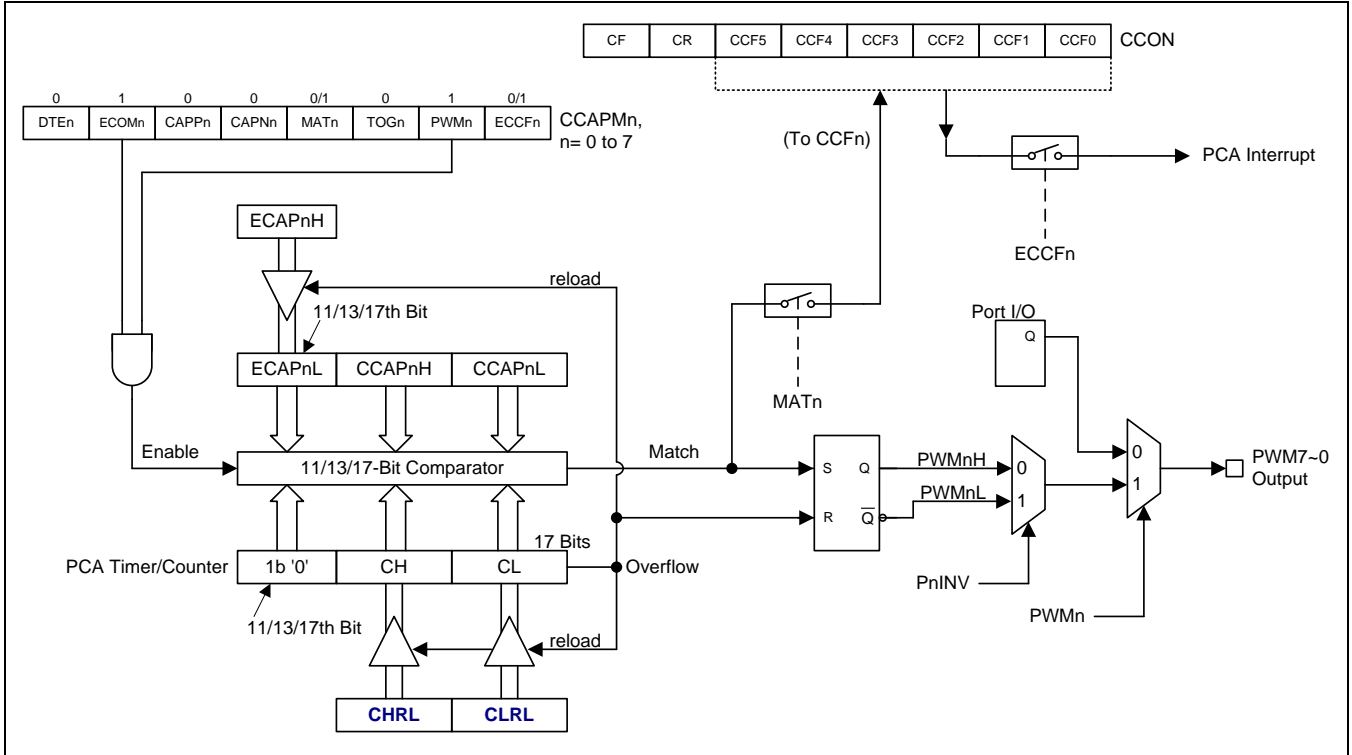 CF CR CCF5 CCF4 CCF3 CCF2 CCF1 CCF0 CCON
0 1 0 0 0/1 0 1 0/1
DTEn ECOMn CAPPn CAPNn MATn TOGn PWMn ECCFn
CCAPMn,
n= 0 to 7
(To CCFn)
PCA Interrupt
ECCFn
ECAPnH
reload
11/13/17th Bit
ECAPnL CCAPnH CCAPnL
MATn
Port I/O
Q
Enable
11/13/17-Bit Comparator
Match
S Q
R Q
PWMnH
PWMnL
0
1
0
1
PWM7~0
Output
17 Bits
PCA Timer/Counter
1b '0' CH CL
Overflow
11/13/17th Bit
reload
PnINV
PWMn
CHRL CLRL